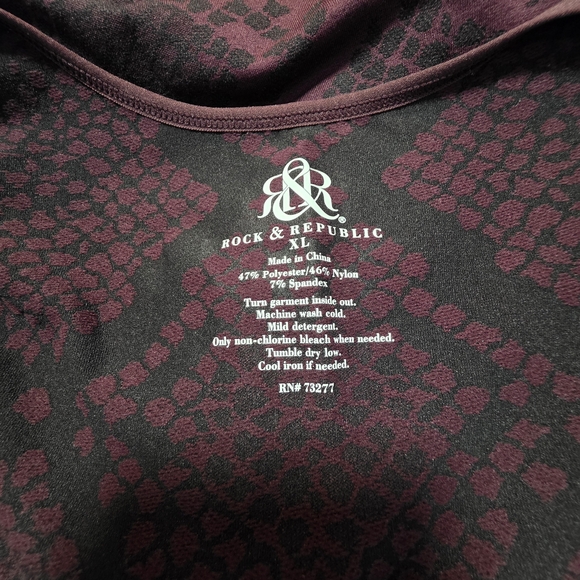 R&R®
ROCK & REPUBLIC
XL
Made in China
47% Polyester/46% Nylon
7% Spandex
Turn garment inside out.
Machine wash cold.
Mild detergent.
Only non-chlorine bleach when needed.
Tumble dry low.
Cool iron if needed.
RN# 73277